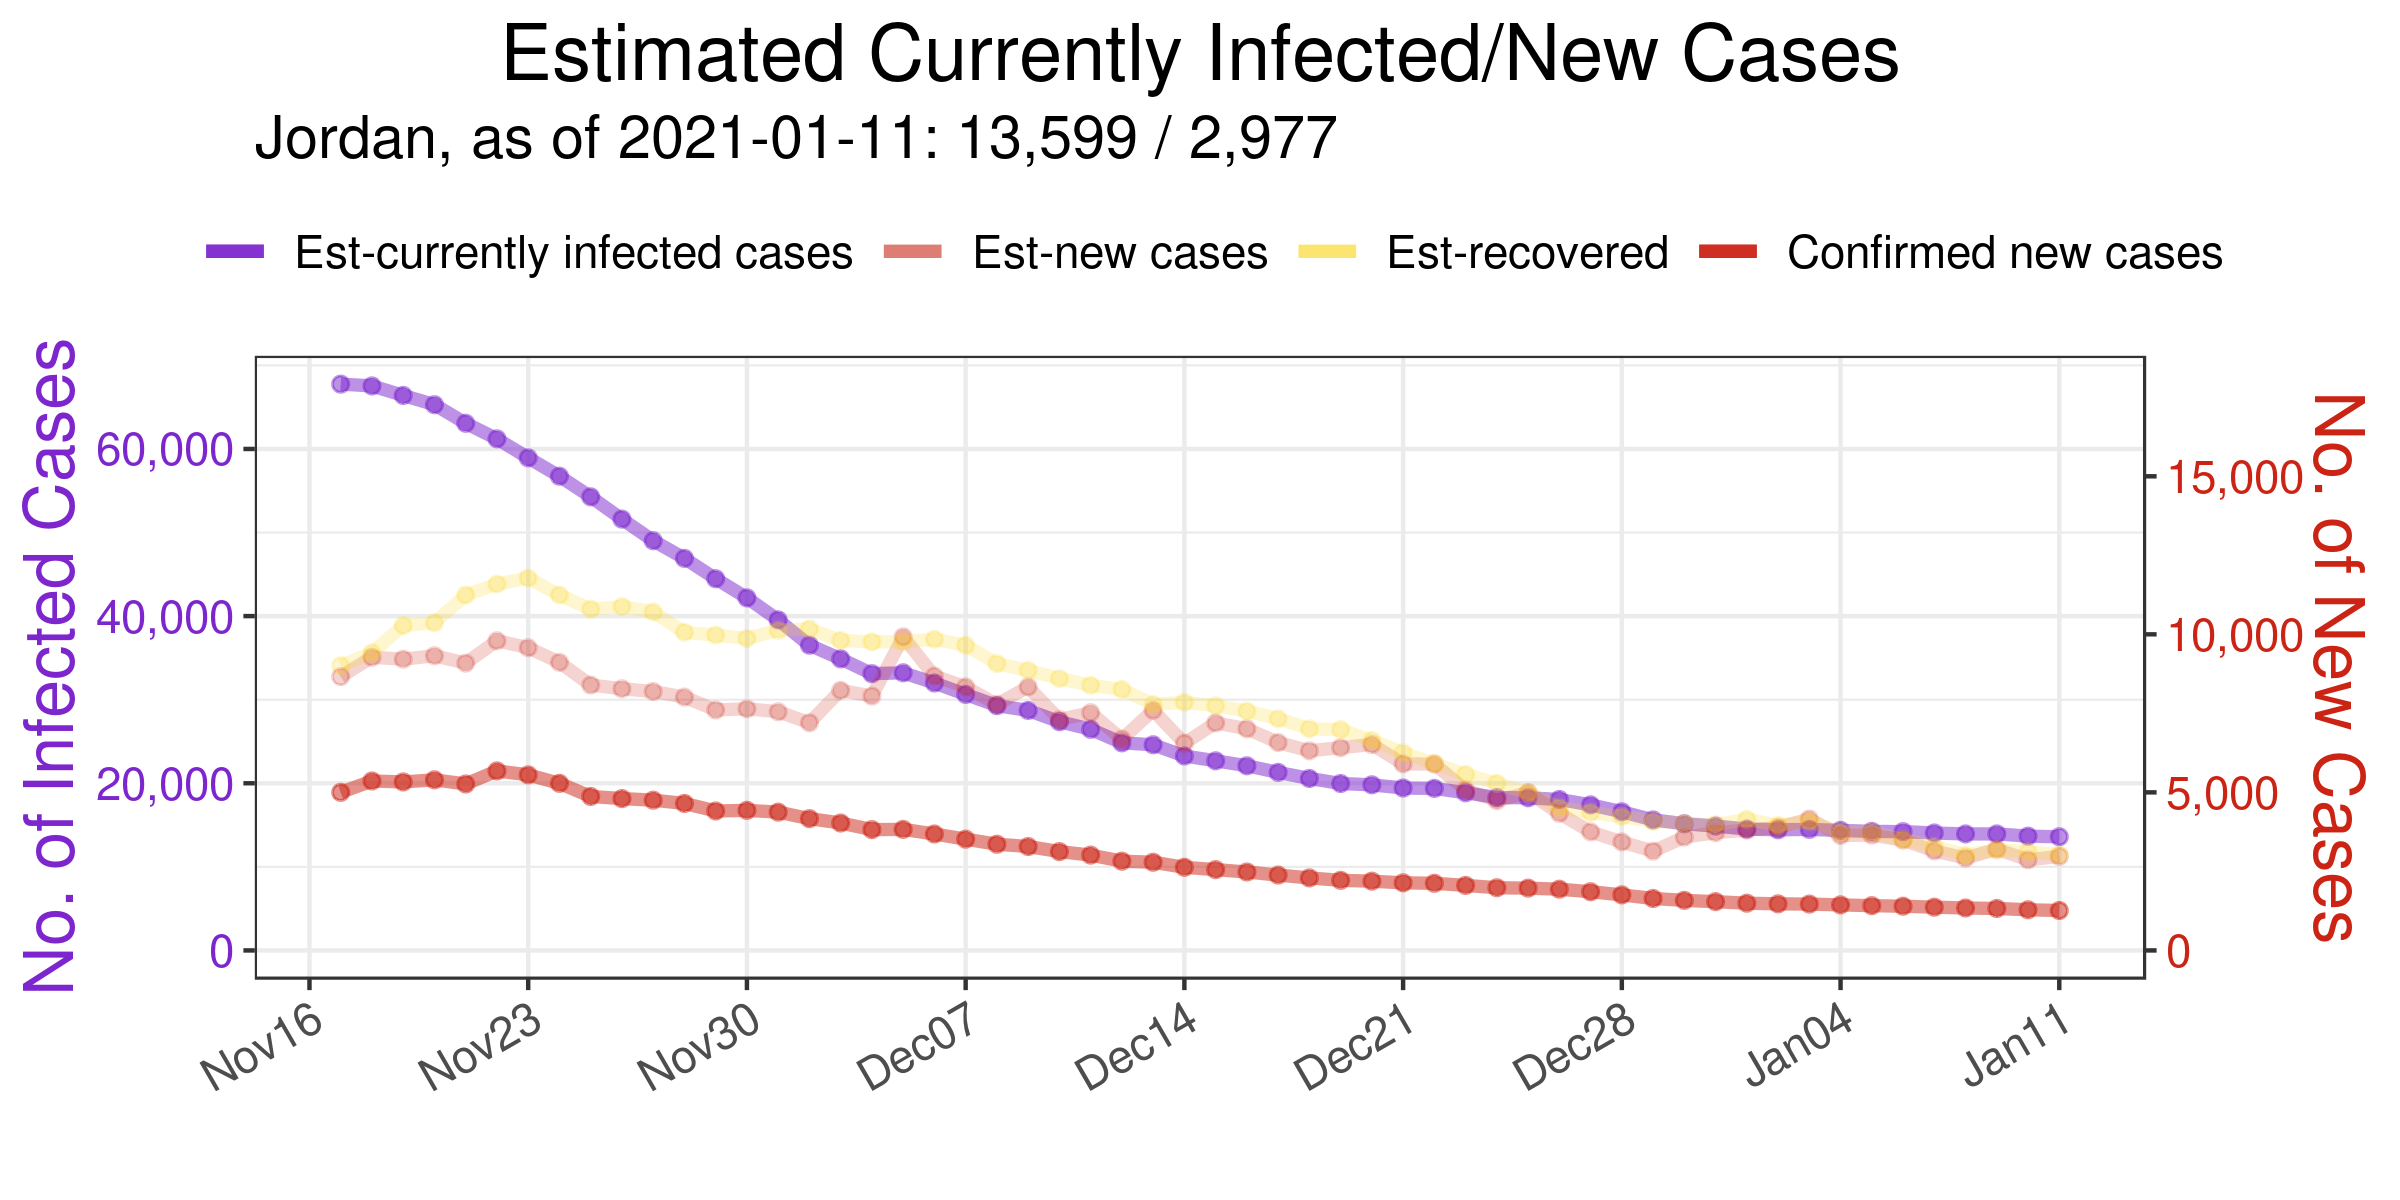 Estimated Currently Infected/New Cases
Jordan, as of 2021-01-11: 13,599 / 2,977
Est-currently infected cases Est-new cases Est-recovered Confirmed new cases
No. of Infected Cases
60,000
40,000
20,000
0
15,000
10,000
5,000
0
No. of New Cases
Nov16 Nov23 Nov30 Dec07 Dec14 Dec21 Dec28 Jan04 Jan11